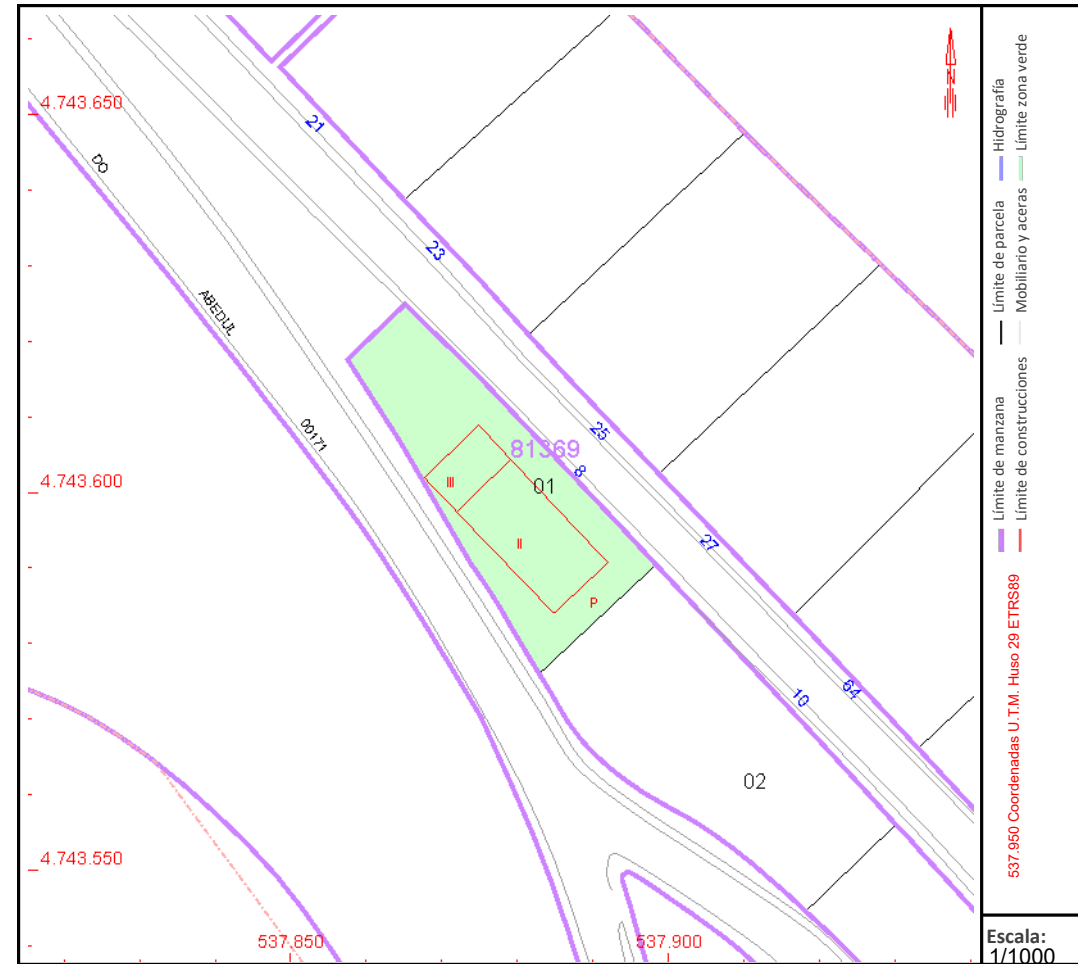 4.743.650
4.743.600
4.743.550
537.850
537.900
DO
ABEDUL
00171
21
23
25
27
64
8
10
81369
01
02
III
II
P
N
Hidrografía
Límite zona verde
Límite de parcela
Mobiliario y aceras
Límite de manzana
Límite de construcciones
537.950 Coordenadas U.T.M. Huso 29 ETRS89
Escala:
1/1000